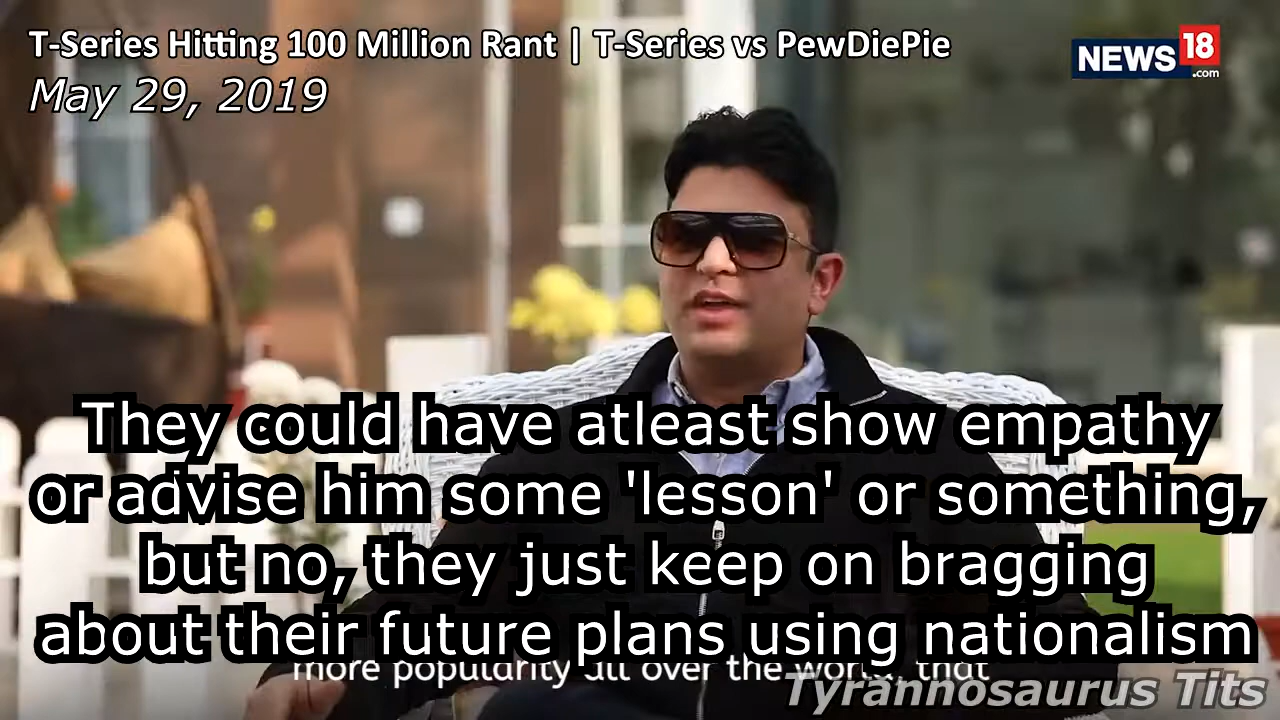 T-Series Hitting 100 Million Rant | T-Series vs PewDiePie
May 29, 2019
NEWS 18
.com
They could have atleast show empathy
or advise him some 'lesson' or something,
but no, they just keep on bragging
about their future plans using nationalism
more popularity all over the world, that
Tyrannosaurus Tits